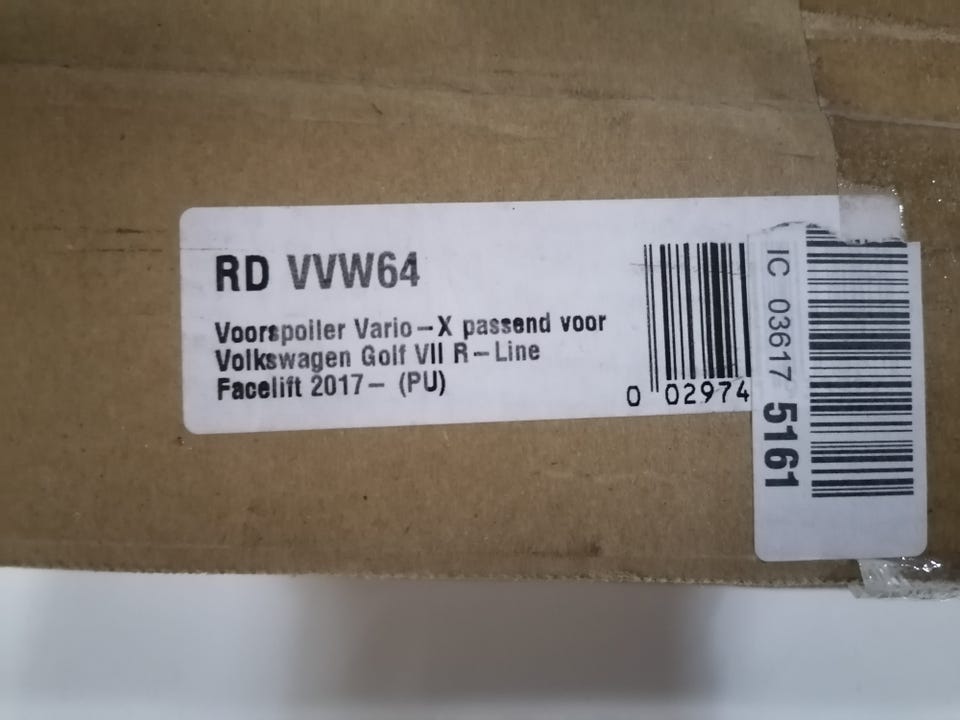 RD VVW64
Voorspoiler Vario-X passend voor
Volkswagen Golf VII R-Line
Facelift 2017- (PU)
0 02974
IC 03617 5161